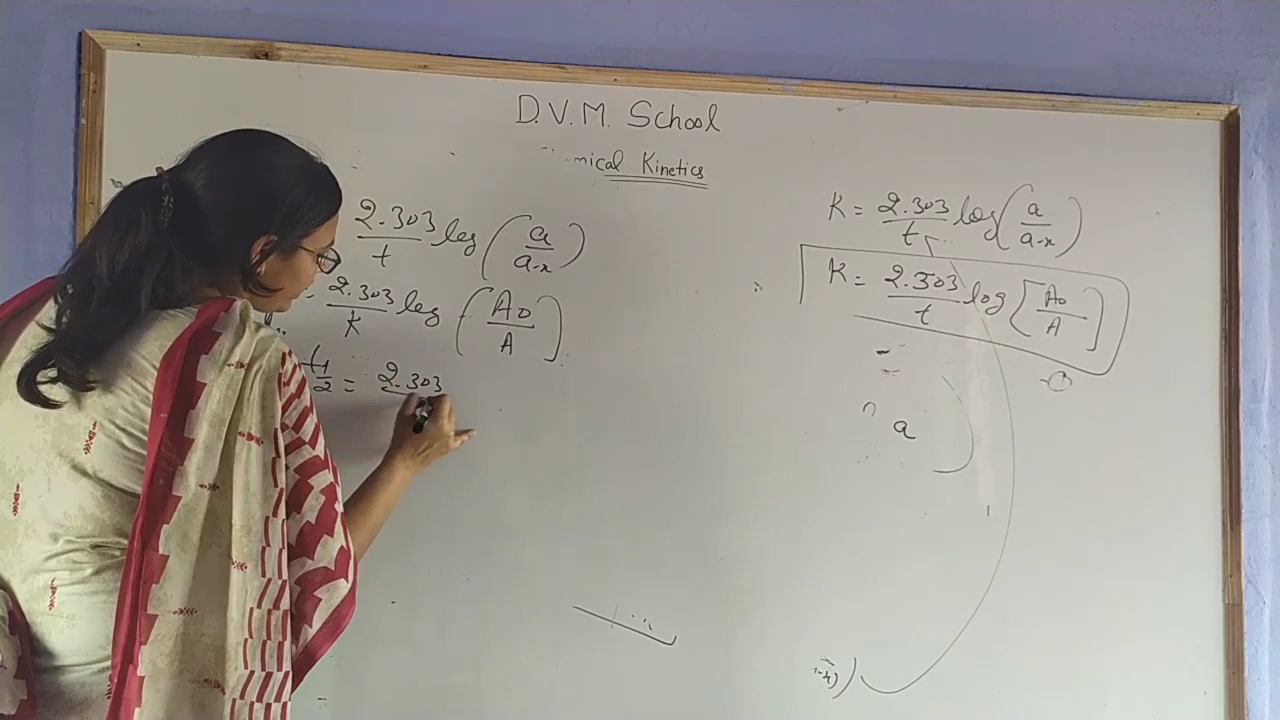 D.V.M. School
mical Kinetics
2.303/t log (a/a-x)
= 2.303/K log (A0/A]
t1/2 = 2.303
K = 2.303/t log (a/a-x)
K = 2.303/t log [A0/A]
a